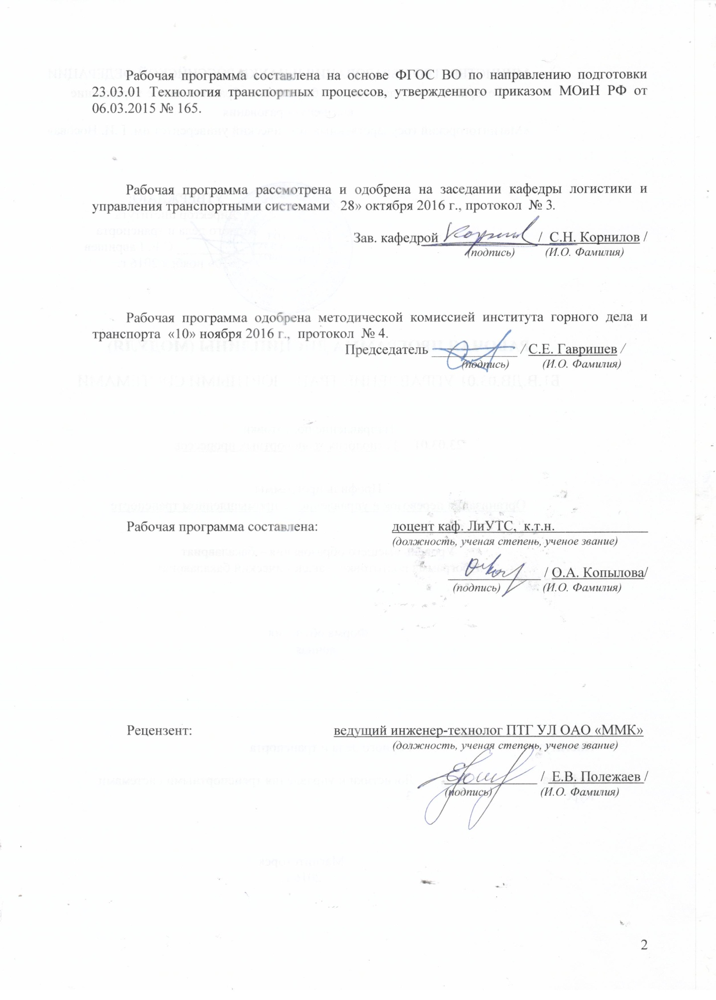 Рабочая программа составлена на основе ФГОС ВО по направлению подготовки
23.03.01 Технология транспортных процессов, утвержденного приказом МОиН РФ от
06.03.2015 № 165.
Рабочая программа рассмотрена и одобрена на заседании кафедры логистики и
управления транспортными системами 28» октября 2016 г., протокол № 3.
Зав. кафедрой / С.Н. Корнилов /
(подпись) (И.О. Фамилия)
Рабочая программа одобрена методической комиссией института горного дела и
транспорта «10» ноября 2016 г., протокол № 4.
Председатель / С.Е. Гавришев /
(подпись) (И.О. Фамилия)
Рабочая программа составлена: доцент каф. ЛиУТС, к.т.н.
(должность, ученая степень, ученое звание)
/ О.А. Копылова/
(подпись) (И.О. Фамилия)
Рецензент: ведущий инженер-технолог ПТГ УЛ ОАО «ММК»
(должность, ученая степень, ученое звание)
/ Е.В. Полежаев /
(подпись) (И.О. Фамилия)
2